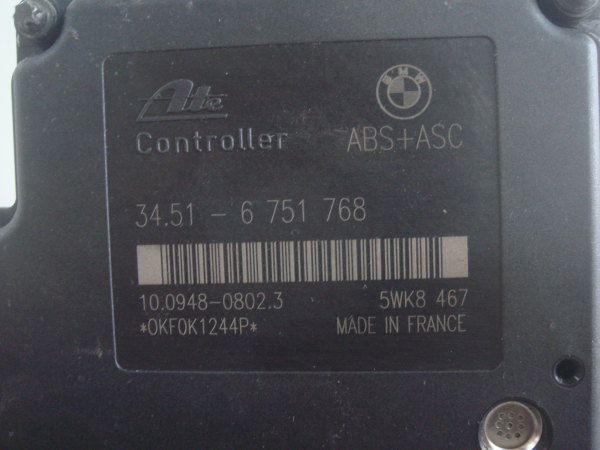 Ate BMW
Controller ABS+ASC
34.51 - 6 751 768
10.0948-0802.3 5WK8 467
*0KF0K1244P* MADE IN FRANCE